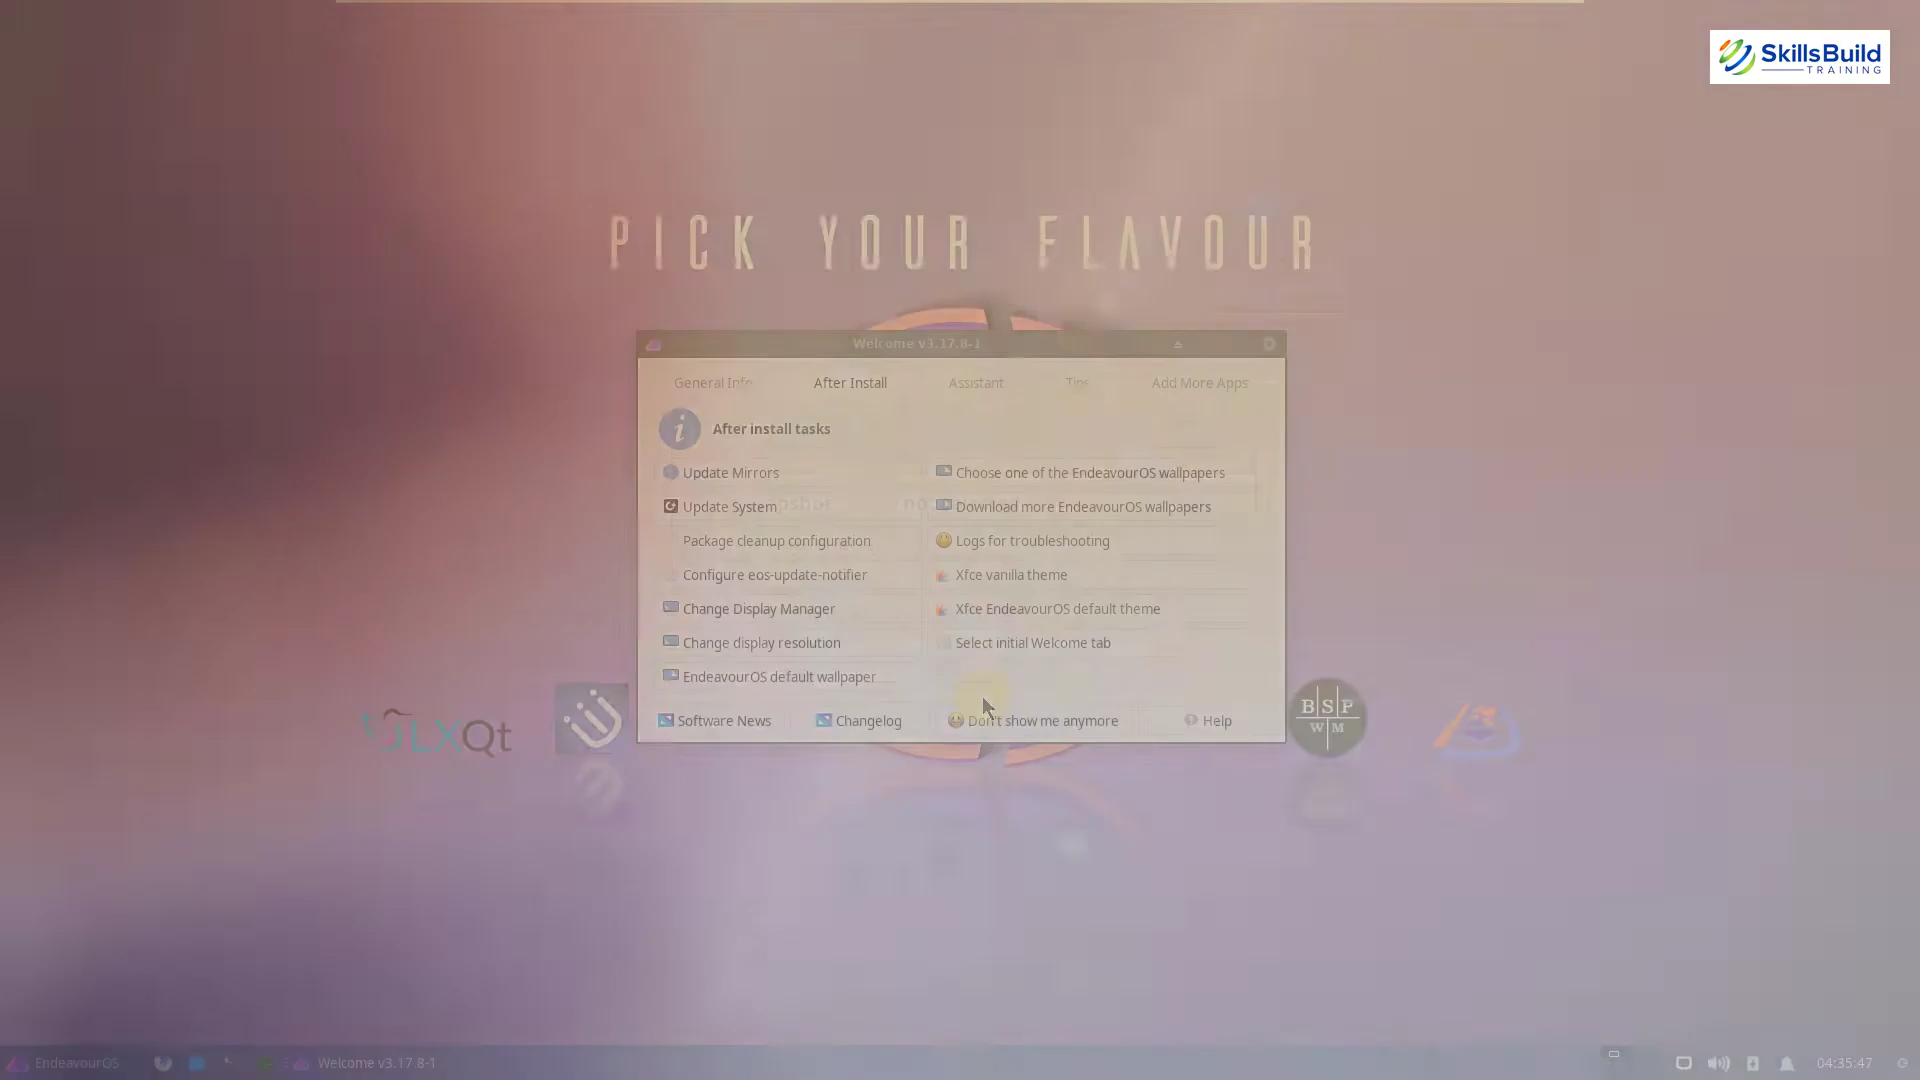 SkillsBuild
TRAINING
PICK YOUR FLAVOUR
Welcome v3.17.8-1
General Info After Install Assistant Tips Add More Apps
After install tasks
Update Mirrors Choose one of the EndeavourOS wallpapers
Update System Download more EndeavourOS wallpapers
Package cleanup configuration Logs for troubleshooting
Configure eos-update-notifier Xfce vanilla theme
Change Display Manager Xfce EndeavourOS default theme
Change display resolution Select initial Welcome tab
EndeavourOS default wallpaper
Software News Changelog Don't show me anymore Help
LXQt
BSP
WM
EndeavourOS Welcome v3.17.8-1 04:35:47